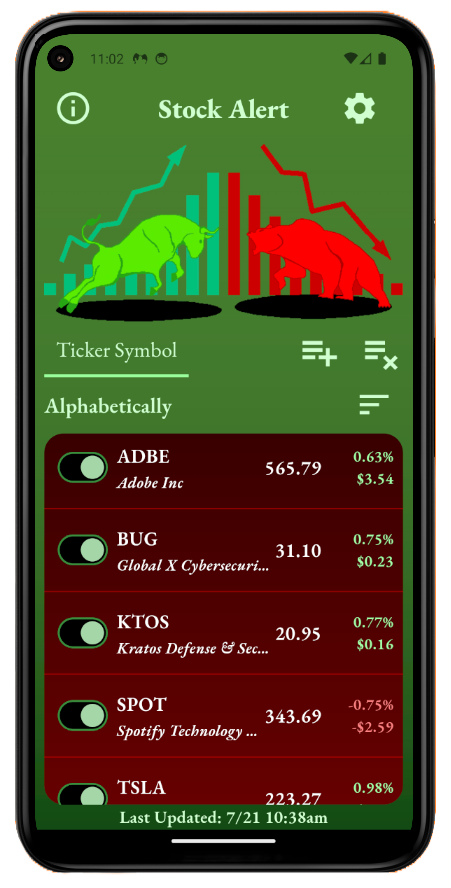 11:02
Stock Alert
Ticker Symbol
Alphabetically
ADBE
Adobe Inc
565.79
0.63%
$3.54
BUG
Global X Cybersecuri...
31.10
0.75%
$0.23
KTOS
Kratos Defense & Sec...
20.95
0.77%
$0.16
SPOT
Spotify Technology ...
343.69
-0.75%
-$2.59
TSLA
223.27
0.98%
Last Updated: 7/21 10:38am